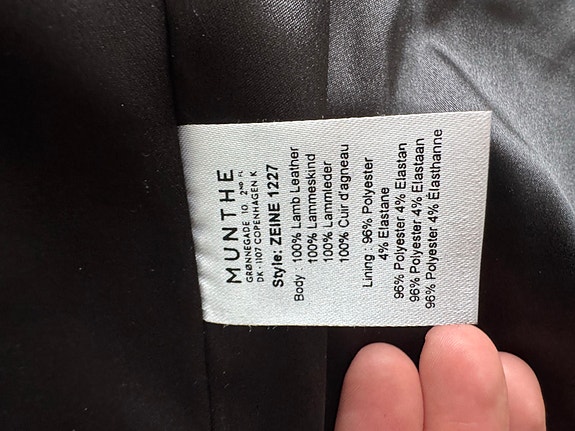 MUNTHE
GRØNNEGADE 10, 2ND FL
DK-1107 COPENHAGEN K
Style: ZEINE 1227
Body : 100% Lamb Leather
100% Lammeskind
100% Lammleder
100% Cuir d'agneau
Lining : 96% Polyester
4% Elastane
96% Polyester 4% Elastan
96% Polyester 4% Elastaan
96% Polyester 4% Élasthanne